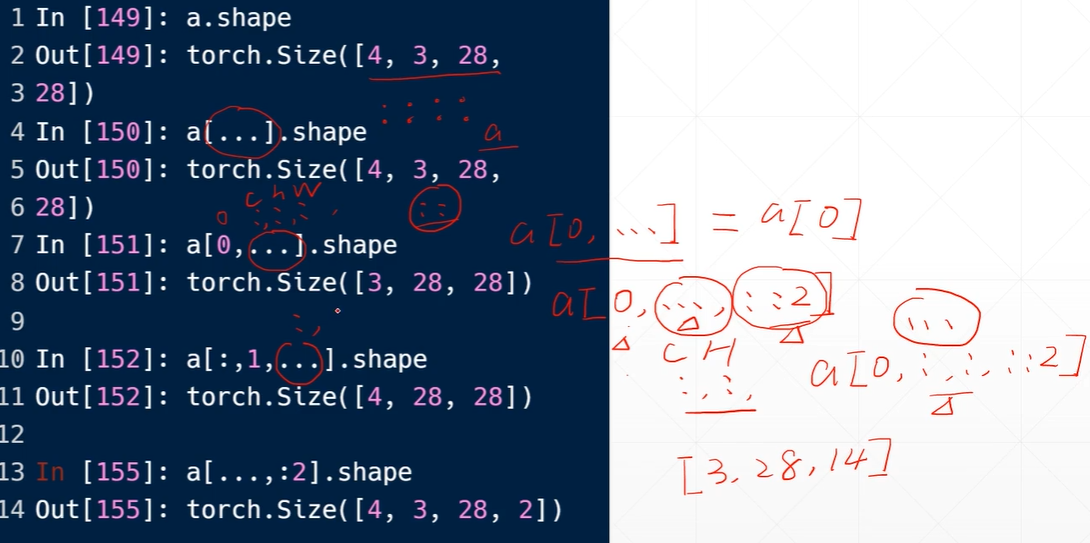 1 In [149]: a.shape
2 Out[149]: torch.Size([4, 3, 28,
3 28])
: : : :
4 In [150]: a[...].shape
a
5 Out[150]: torch.Size([4, 3, 28,
6 28])
C h W
0
7 In [151]: a[0,...].shape
8 Out[151]: torch.Size([3, 28, 28])
9
10 In [152]: a[:,1,...].shape
11 Out[152]: torch.Size([4, 28, 28])
12
13 In [155]: a[...,:2].shape
14 Out[155]: torch.Size([4, 3, 28, 2])
a[0, ...] = a[0]
a[0, ..., ::2]
C H
:, :,
...
a[0, :, :, ::2]
[3, 28, 14]